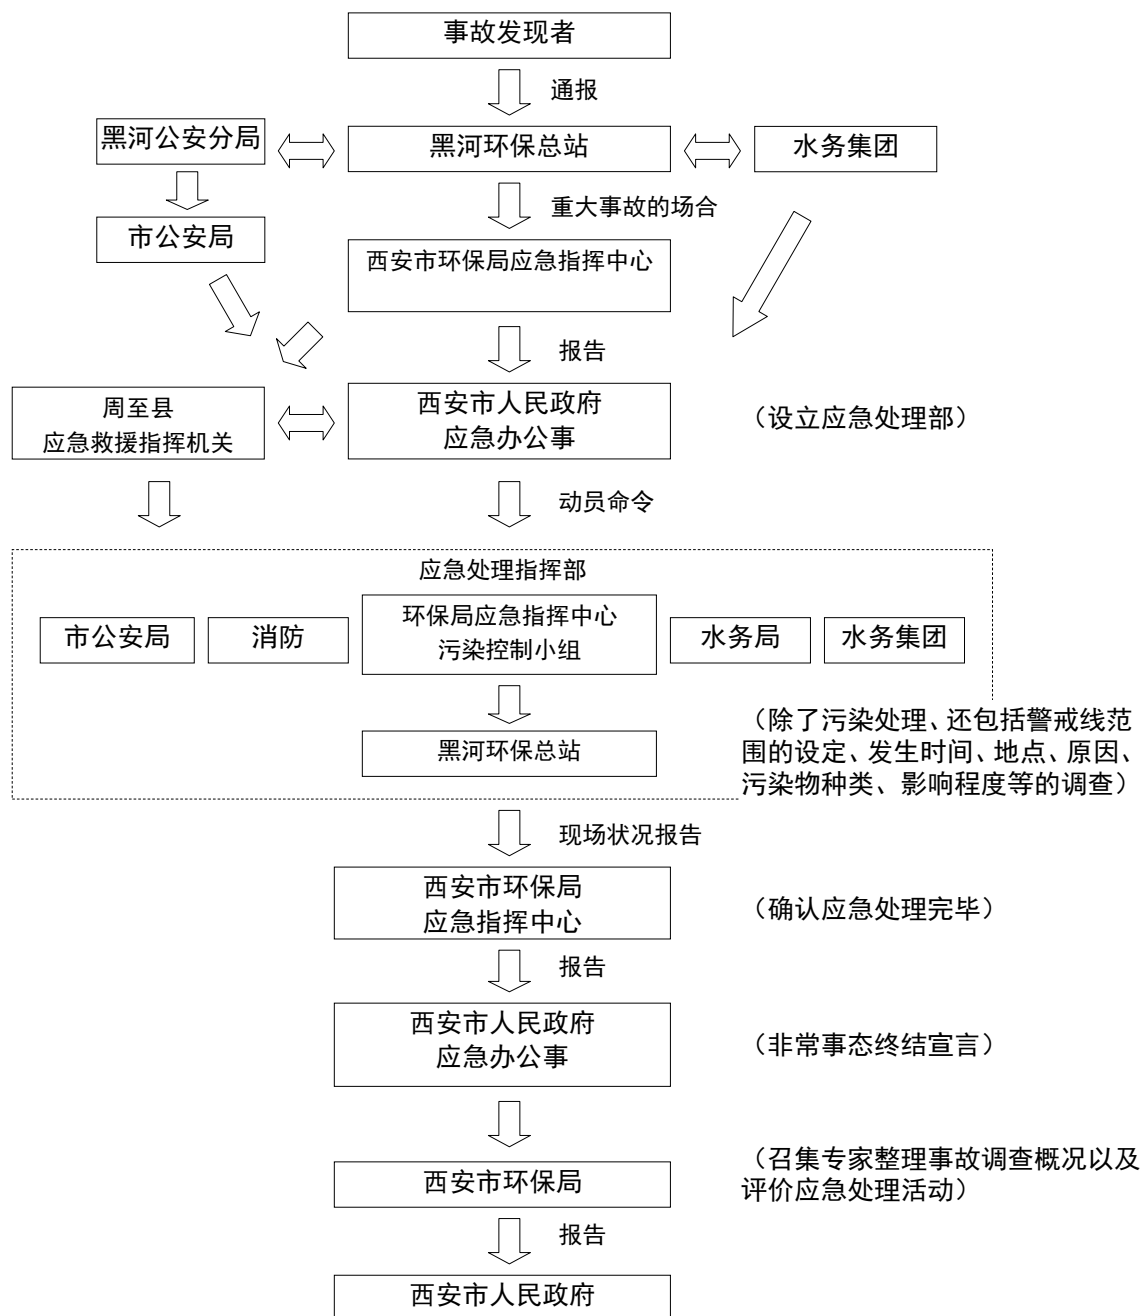 事故发现者
通报
黑河公安分局
黑河环保总站
水务集团
重大事故的场合
市公安局
西安市环保局应急指挥中心
报告
周至县
应急救援指挥机关
西安市人民政府
应急办公事
（设立应急处理部）
动员命令
应急处理指挥部
市公安局
消防
环保局应急指挥中心
污染控制小组
水务局
水务集团
黑河环保总站
（除了污染处理、还包括警戒线范
围的设定、发生时间、地点、原因、
污染物种类、影响程度等的调查）
现场状况报告
西安市环保局
应急指挥中心
（确认应急处理完毕）
报告
西安市人民政府
应急办公事
（非常事态终结宣言）
西安市环保局
（召集专家整理事故调查概况以及
评价应急处理活动）
报告
西安市人民政府